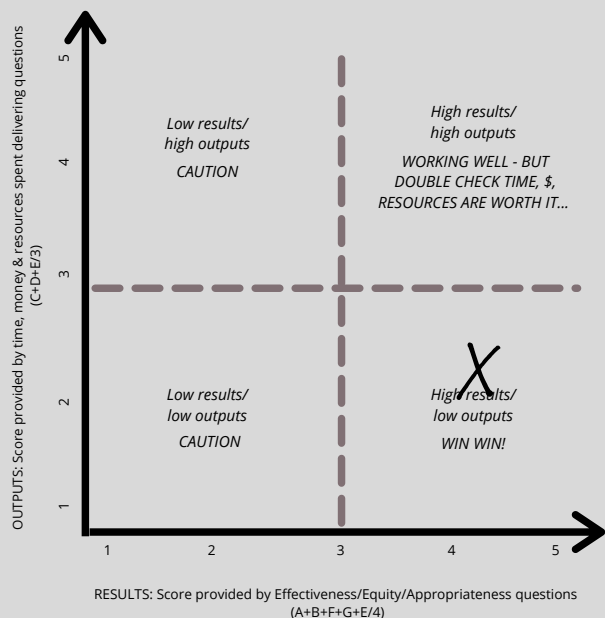 OUTPUTS: Score provided by time, money & resources spent delivering questions
(C+D+E/3)
5
4
3
2
1
Low results/
high outputs
CAUTION
High results/
high outputs
WORKING WELL - BUT
DOUBLE CHECK TIME, $,
RESOURCES ARE WORTH IT...
Low results/
low outputs
CAUTION
High results/
low outputs
WIN WIN!
X
1 2 3 4 5
RESULTS: Score provided by Effectiveness/Equity/Appropriateness questions
(A+B+F+G+E/4)